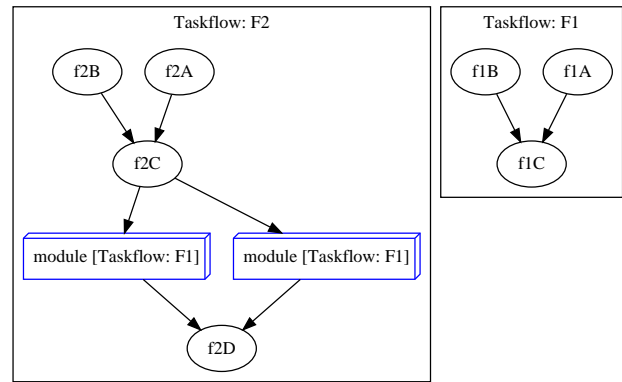 Taskflow: F2
f2B
f2A
f2C
module [Taskflow: F1]
module [Taskflow: F1]
f2D
Taskflow: F1
f1B
f1A
f1C